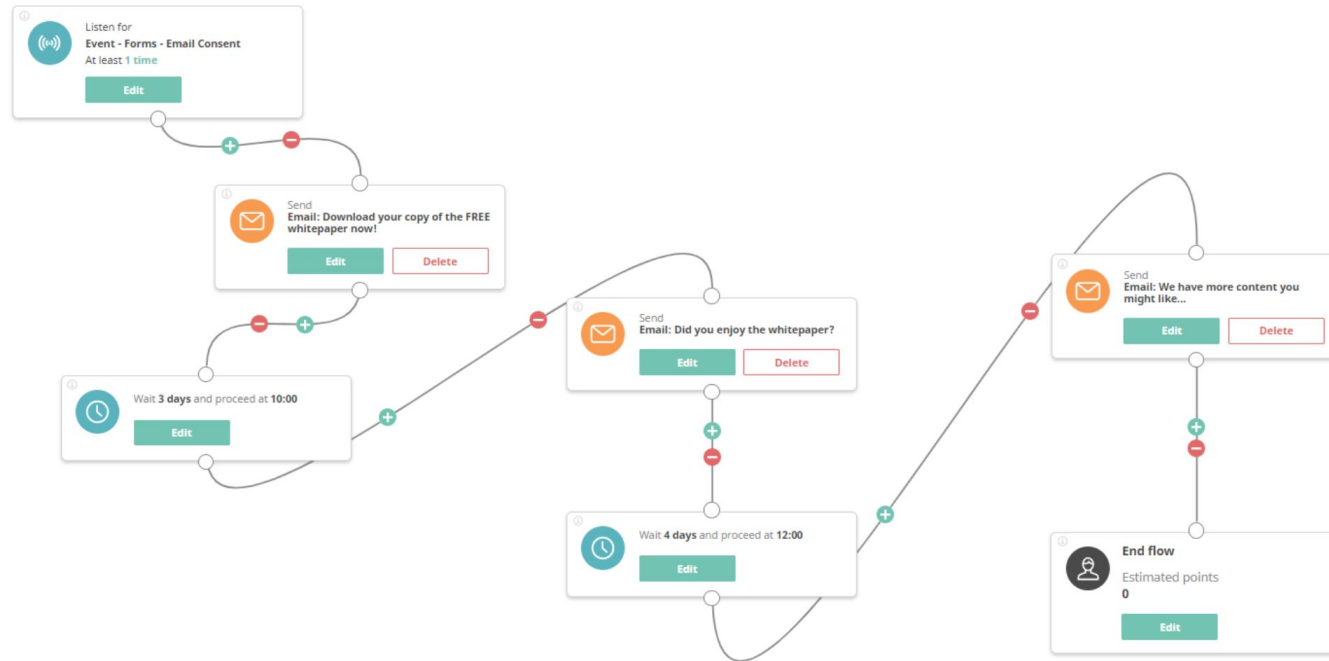 Listen for
Event - Forms - Email Consent
At least 1 time
Edit
Send
Email: Download your copy of the FREE
whitepaper now!
Edit Delete
Wait 3 days and proceed at 10:00
Edit
Send
Email: Did you enjoy the whitepaper?
Edit Delete
Wait 4 days and proceed at 12:00
Edit
Send
Email: We have more content you
might like...
Edit Delete
End flow
Estimated points
0
Edit